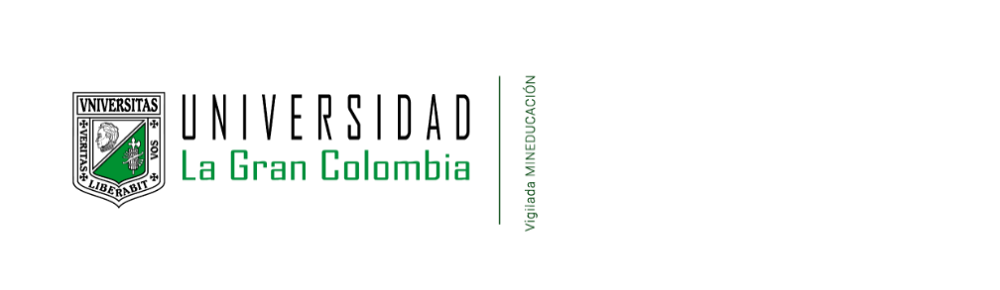 VNIVERSITAS
VERITAS
LIBERABIT
VOS
UNIVERSIDAD
La Gran Colombia
Vigilada MINEDUCACIÓN